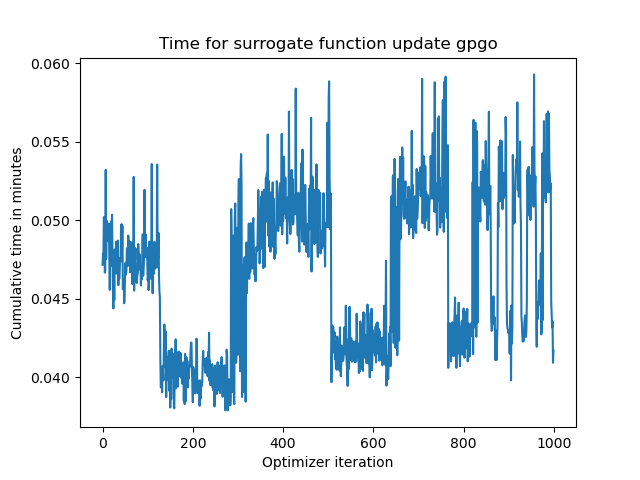 Time for surrogate function update gpgo
0.060
0.055
0.050
0.045
0.040
Cumulative time in minutes
0 200 400 600 800 1000
Optimizer iteration